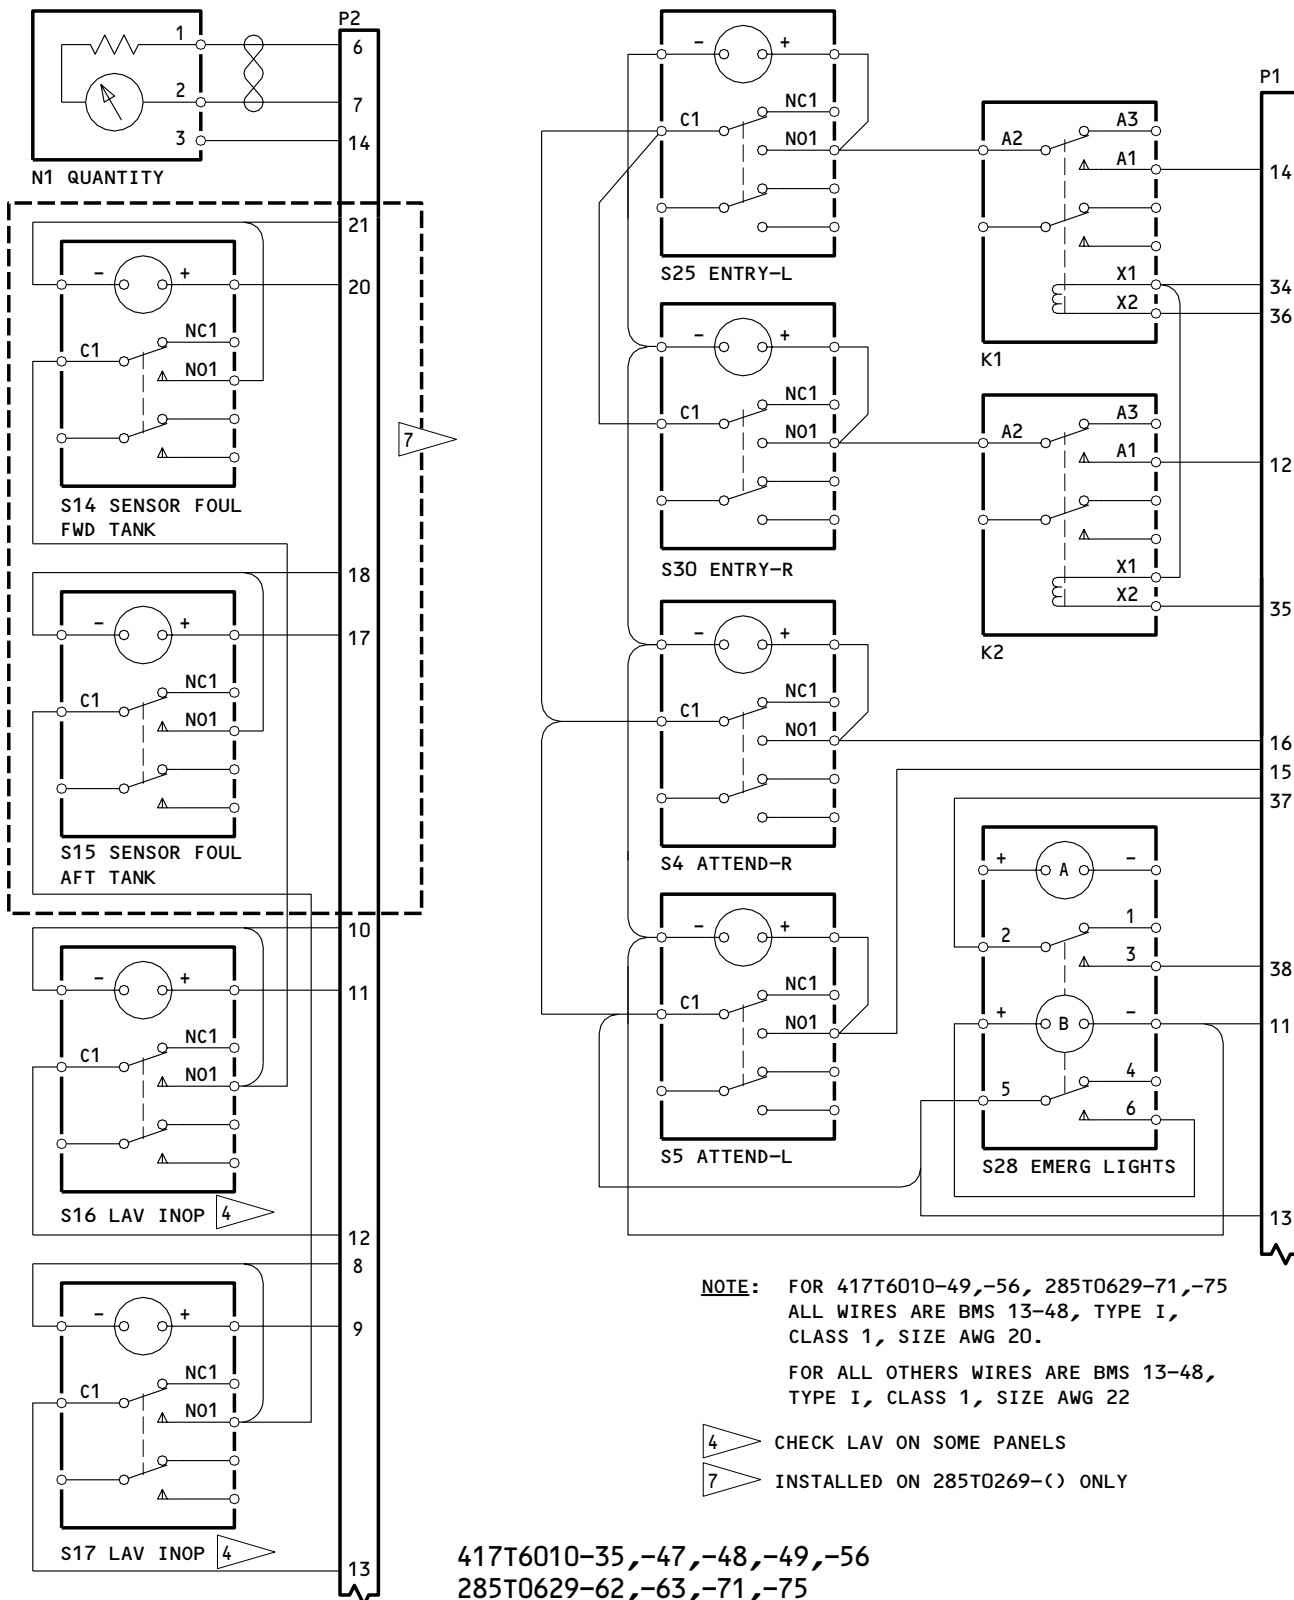 P2
1
6
2
7
3
14
N1 QUANTITY
21
- +
20
NC1
C1
NO1
S14 SENSOR FOUL
FWD TANK
7
18
- +
17
NC1
C1
NO1
S15 SENSOR FOUL
AFT TANK
10
- +
11
NC1
C1
NO1
S16 LAV INOP 4
12
8
- +
9
NC1
C1
NO1
S17 LAV INOP 4
13
- +
NC1
C1
NO1
S25 ENTRY-L
- +
NC1
C1
NO1
S30 ENTRY-R
- +
NC1
C1
NO1
S4 ATTEND-R
- +
NC1
C1
NO1
S5 ATTEND-L
P1
A3
A2
A1
14
X1
34
X2
36
K1
A3
A2
A1
12
X1
X2
35
K2
16
15
37
+ A -
1
2
3
38
+ B -
11
4
5
6
S28 EMERG LIGHTS
13
NOTE: FOR 417T6010-49,-56, 285T0629-71,-75
ALL WIRES ARE BMS 13-48, TYPE I,
CLASS 1, SIZE AWG 20.
FOR ALL OTHERS WIRES ARE BMS 13-48,
TYPE I, CLASS 1, SIZE AWG 22
4 CHECK LAV ON SOME PANELS
7 INSTALLED ON 285T0269-() ONLY
417T6010-35,-47,-48,-49,-56
285T0629-62,-63,-71,-75